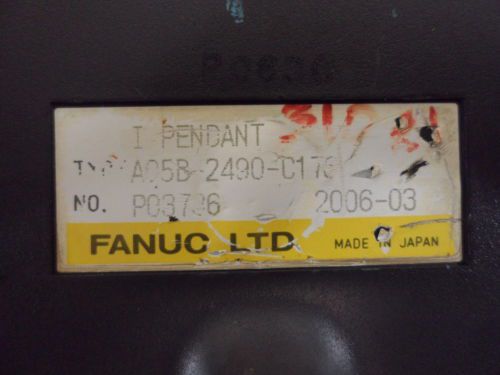 I PENDANT
TYPE A05B-2490-C17
NO. P03736 2006-03
FANUC LTD MADE IN JAPAN